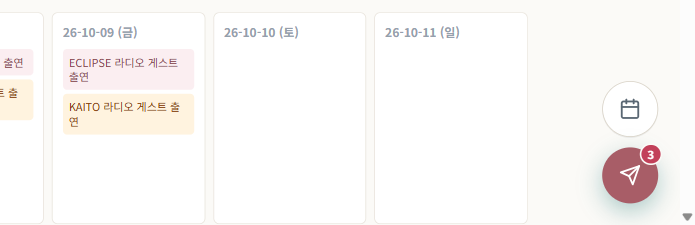 26-10-09 (금)
26-10-10 (토)
26-10-11 (일)
출연
트 출
ECLIPSE 라디오 게스트
출연
KAITO 라디오 게스트 출
연
3